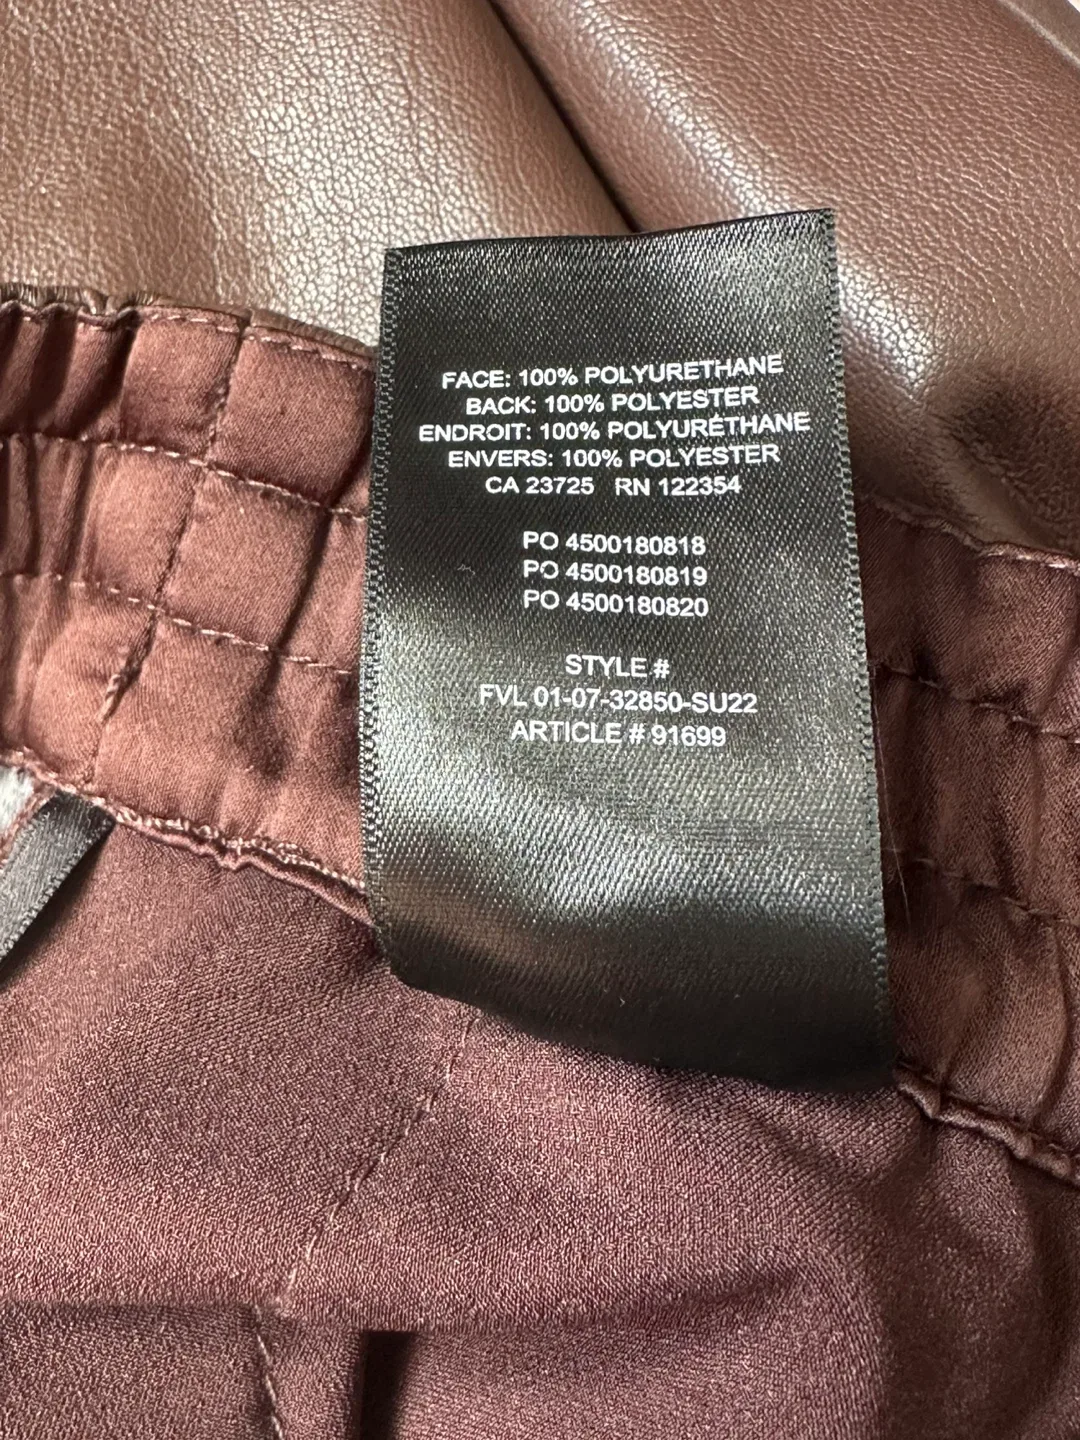 FACE: 100% POLYURETHANE
BACK: 100% POLYESTER
ENDROIT: 100% POLYURÉTHANE
ENVERS: 100% POLYESTER
CA 23725 RN 122354
PO 4500180818
PO 4500180819
PO 4500180820
STYLE #
FVL 01-07-32850-SU22
ARTICLE # 91699